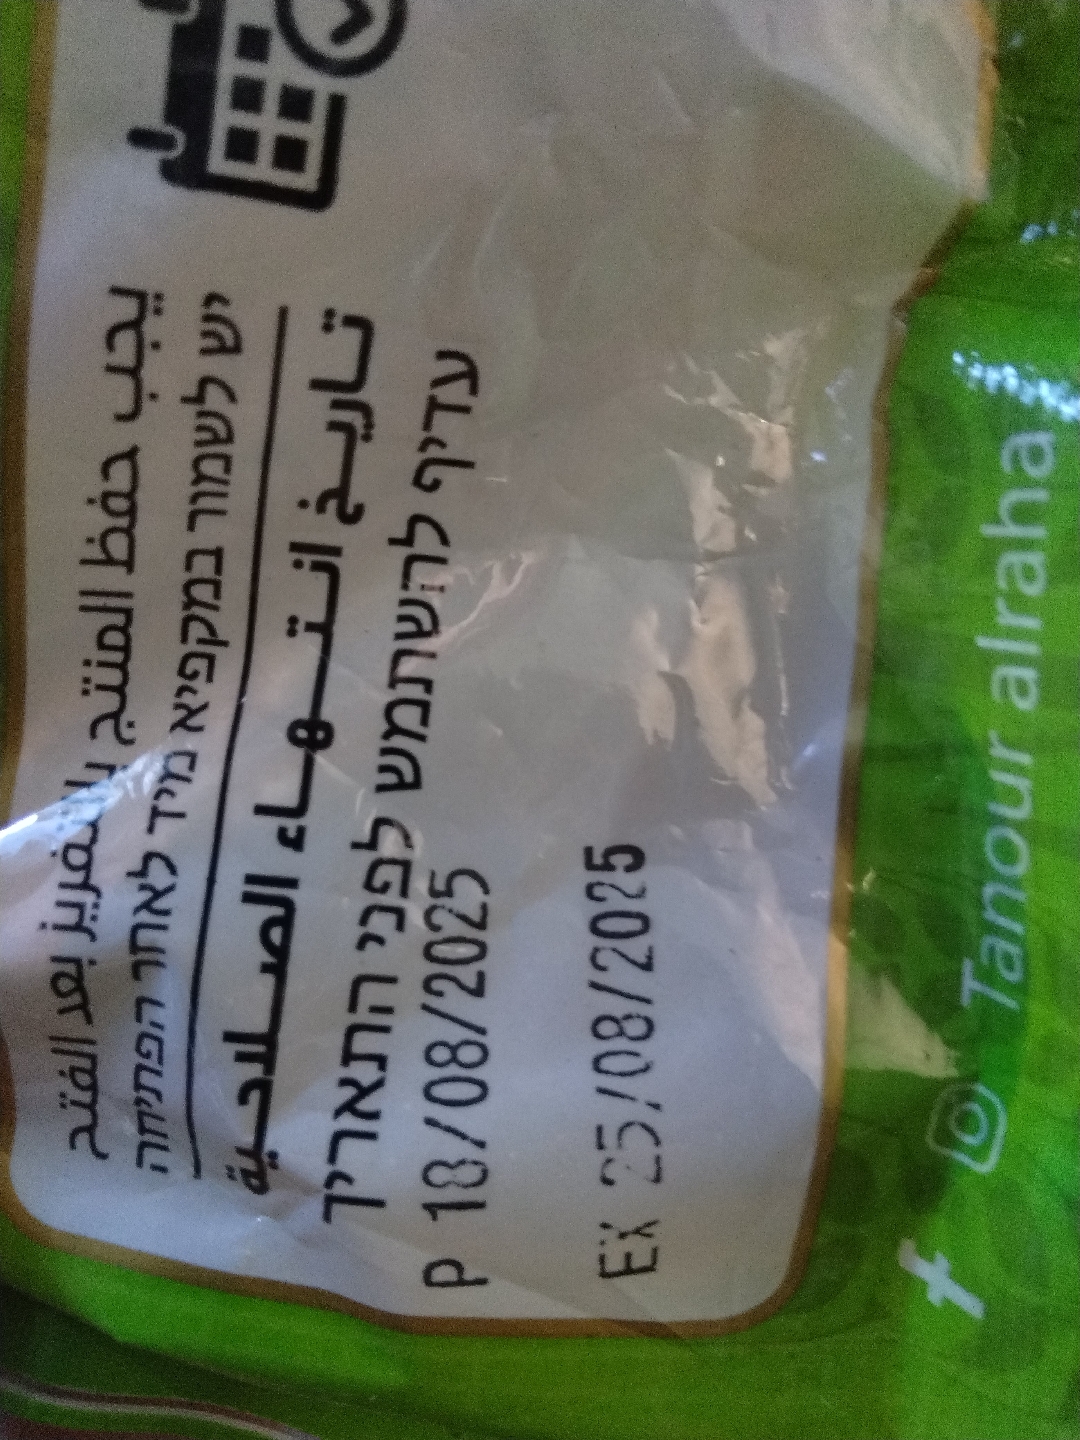 يجب حفظ المنتج بالفريز بعد الفتح
יש לשמור במקפיא מיד לאחר הפתיחה
تاريخ انتهاء الصلاحية
עדיף להשתמש לפני התאריך
P 18/08/2025
EX 25/08/2025
Tanour alraha